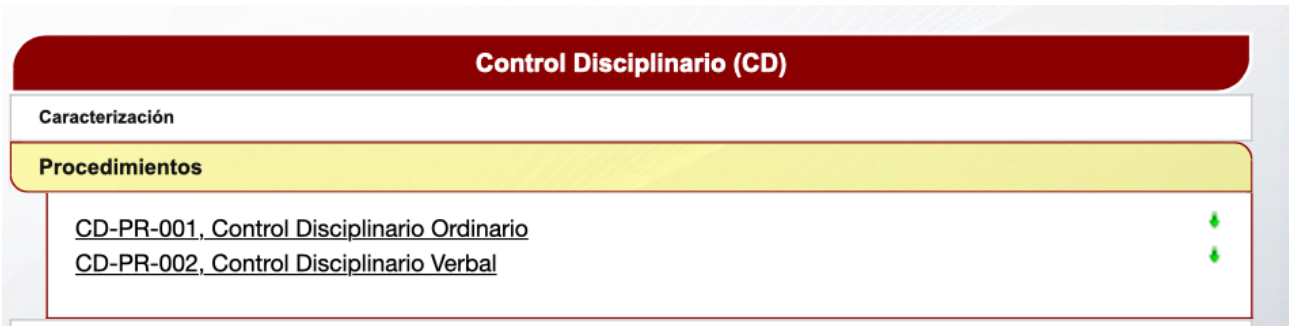 Control Disciplinario (CD)
Caracterización
Procedimientos
CD-PR-001, Control Disciplinario Ordinario
CD-PR-002, Control Disciplinario Verbal